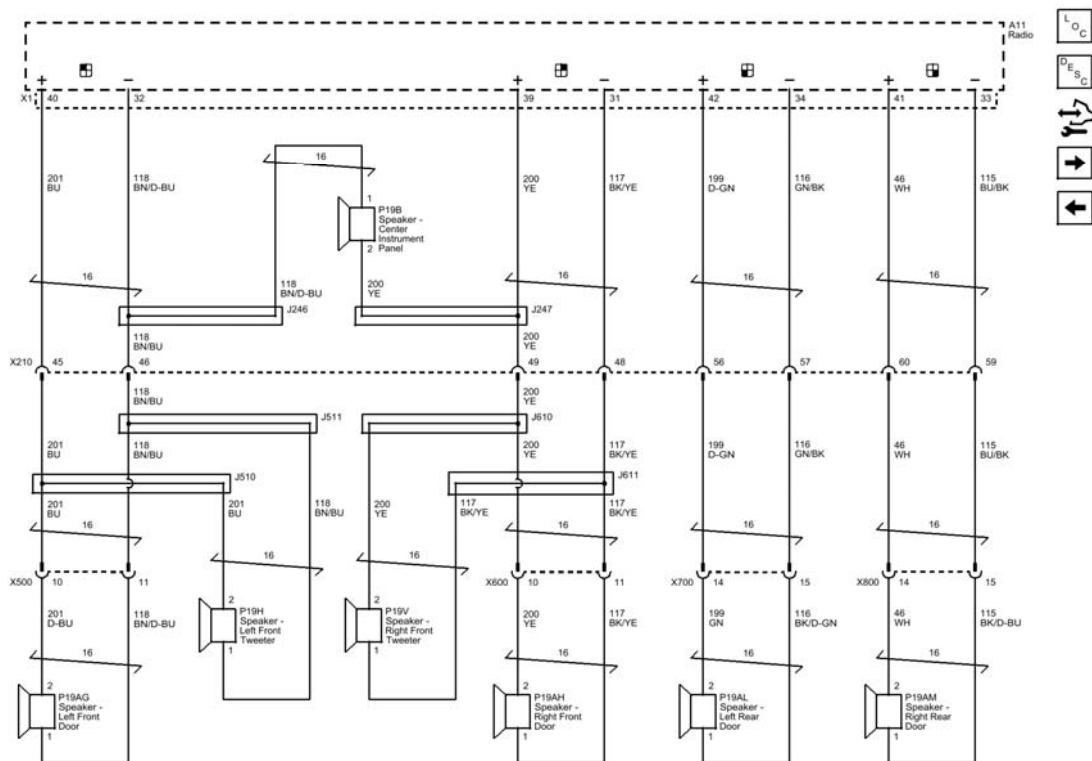 A11
Radio
L O C
D E S C
+ − + − + − + −
X1 40 32 39 31 42 34 41 33
16
201
BU
118
BN/D-BU
200
YE
117
BK/YE
199
D-GN
116
GN/BK
46
WH
115
BU/BK
1
P19B
Speaker -
Center
Instrument
Panel
2
16 16 16 16
118
BN/D-BU
200
YE
J246 J247
118
BN/BU
200
YE
X210 45 46 49 48 56 57 60 59
118
BN/BU
200
YE
J511 J610
201
BU
118
BN/BU
200
YE
117
BK/YE
199
D-GN
116
GN/BK
46
WH
115
BU/BK
J510 J611
201
BU
201
BU
118
BN/BU
200
YE
117
BK/YE
117
BK/YE
16 16 16 16
16 16
X500 10 11 X600 10 11 X700 14 15 X800 14 15
201
D-BU
118
BN/D-BU
2
P19H
Speaker -
Left Front
Tweeter
1
2
P19V
Speaker -
Right Front
Tweeter
1
200
YE
117
BK/YE
199
GN
116
BK/D-GN
46
WH
115
BK/D-BU
16 16 16 16
2
P19AG
Speaker -
Left Front
Door
1
2
P19AH
Speaker -
Right Front
Door
1
2
P19AL
Speaker -
Left Rear
Door
1
2
P19AM
Speaker -
Right Rear
Door
1